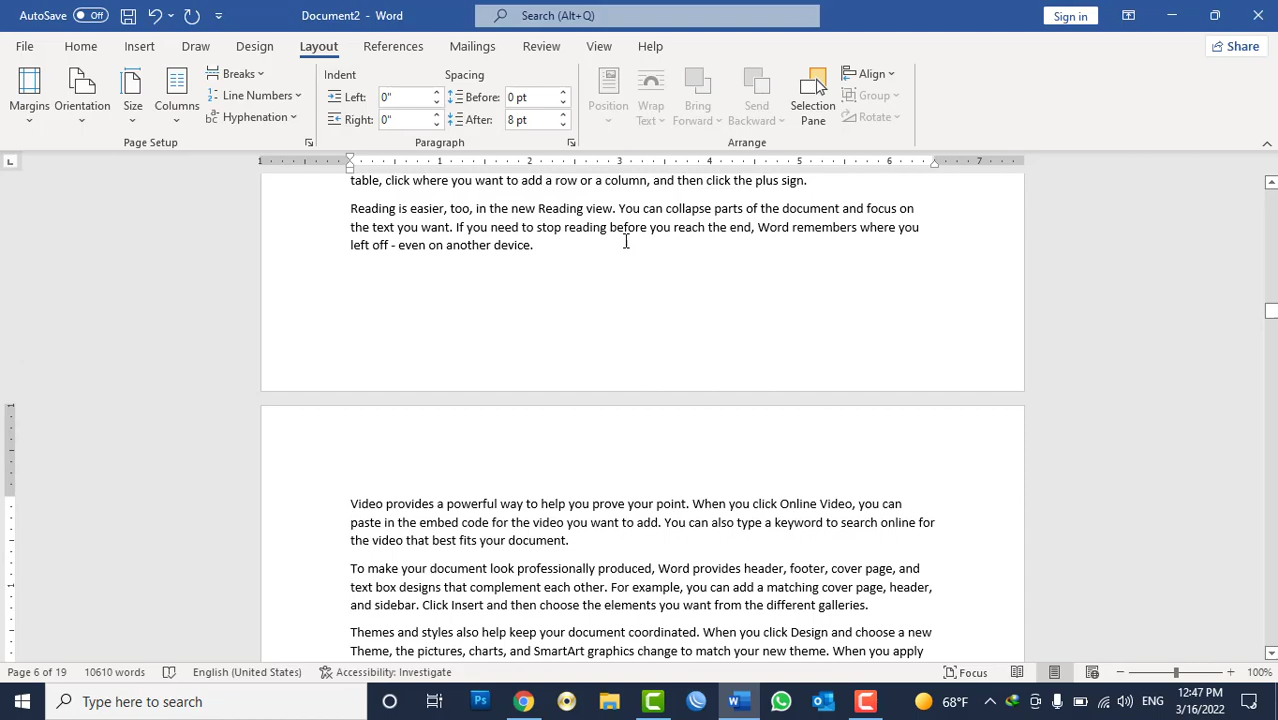 AutoSave Off Document2 - Word Search (Alt+Q) Sign in
File Home Insert Draw Design Layout References Mailings Review View Help Share
Margins Orientation Size Columns Breaks Line Numbers Hyphenation
Page Setup
Indent Spacing
Left: 0" Before: 0 pt
Right: 0" After: 8 pt
Paragraph
Position Wrap Text Bring Forward Send Backward Selection Pane Align Group Rotate
Arrange
1 1 2 3 4 5 6 7
table, click where you want to add a row or a column, and then click the plus sign.
Reading is easier, too, in the new Reading view. You can collapse parts of the document and focus on
the text you want. If you need to stop reading before you reach the end, Word remembers where you
left off - even on another device.
Video provides a powerful way to help you prove your point. When you click Online Video, you can
paste in the embed code for the video you want to add. You can also type a keyword to search online for
the video that best fits your document.
To make your document look professionally produced, Word provides header, footer, cover page, and
text box designs that complement each other. For example, you can add a matching cover page, header,
and sidebar. Click Insert and then choose the elements you want from the different galleries.
Themes and styles also help keep your document coordinated. When you click Design and choose a new
Theme, the pictures, charts, and SmartArt graphics change to match your new theme. When you apply
Page 6 of 19 10610 words English (United States) Accessibility: Investigate Focus 100%
Type here to search Ps 68°F ENG 12:47 PM
3/16/2022